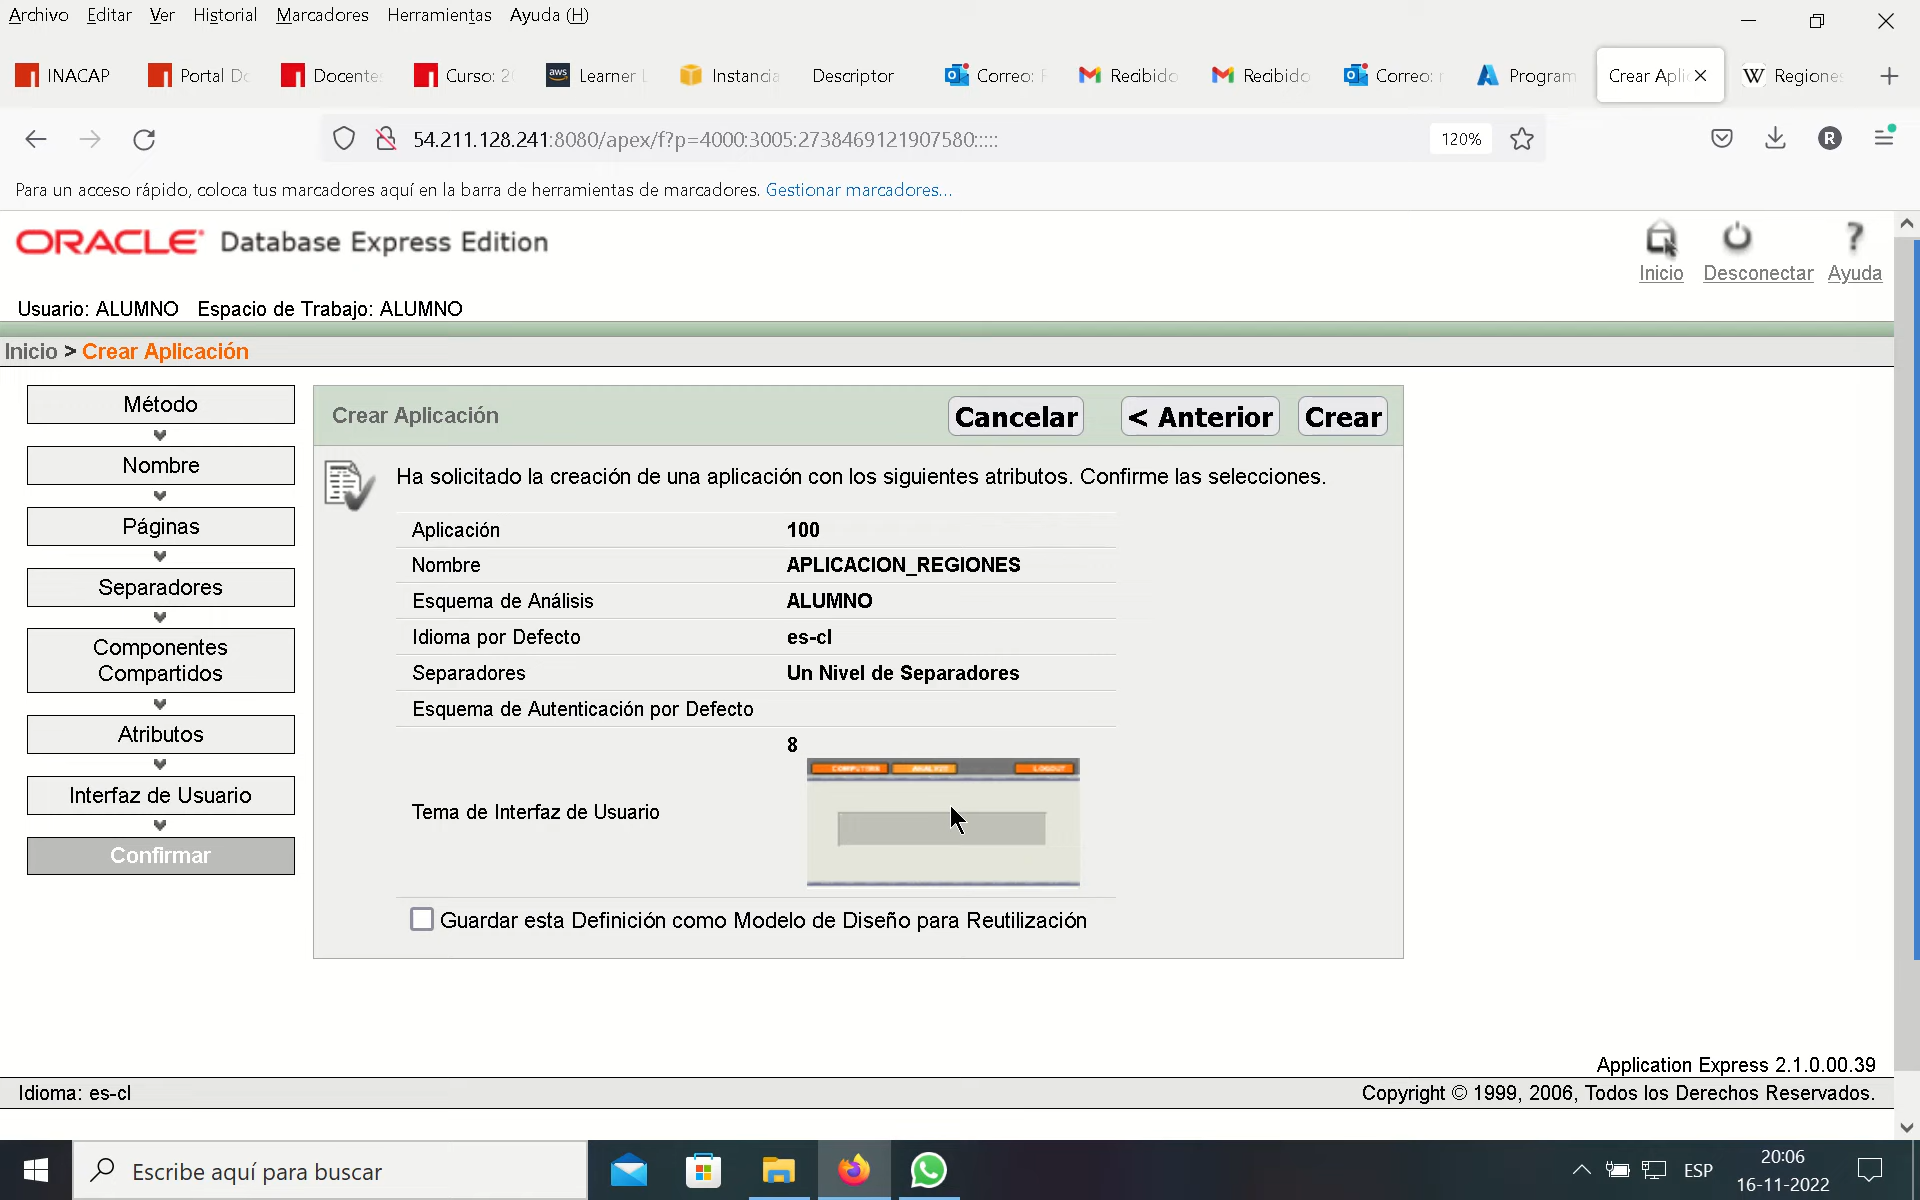 Archivo Editar Ver Historial Marcadores Herramientas Ayuda (H)
INACAP Portal Do Docente: Curso: 2 aws Learner L Instancia Descriptor Correo: Recibido Recibido Correo: Program Crear Apli W Regione
54.211.128.241:8080/apex/f?p=4000:3005:2738469121907580::::: 120% R
Para un acceso rápido, coloca tus marcadores aquí en la barra de herramientas de marcadores. Gestionar marcadores...
ORACLE Database Express Edition
Inicio Desconectar Ayuda
Usuario: ALUMNO Espacio de Trabajo: ALUMNO
Inicio > Crear Aplicación
Método
Nombre
Páginas
Separadores
Componentes
Compartidos
Atributos
Interfaz de Usuario
Confirmar
Crear Aplicación Cancelar < Anterior Crear
Ha solicitado la creación de una aplicación con los siguientes atributos. Confirme las selecciones.
Aplicación 100
Nombre APLICACION_REGIONES
Esquema de Análisis ALUMNO
Idioma por Defecto es-cl
Separadores Un Nivel de Separadores
Esquema de Autenticación por Defecto
8
COMPUTERS ANALYZE LOGOUT
Tema de Interfaz de Usuario
Guardar esta Definición como Modelo de Diseño para Reutilización
Application Express 2.1.0.00.39
Idioma: es-cl Copyright © 1999, 2006, Todos los Derechos Reservados.
Escribe aquí para buscar ESP 20:06
16-11-2022